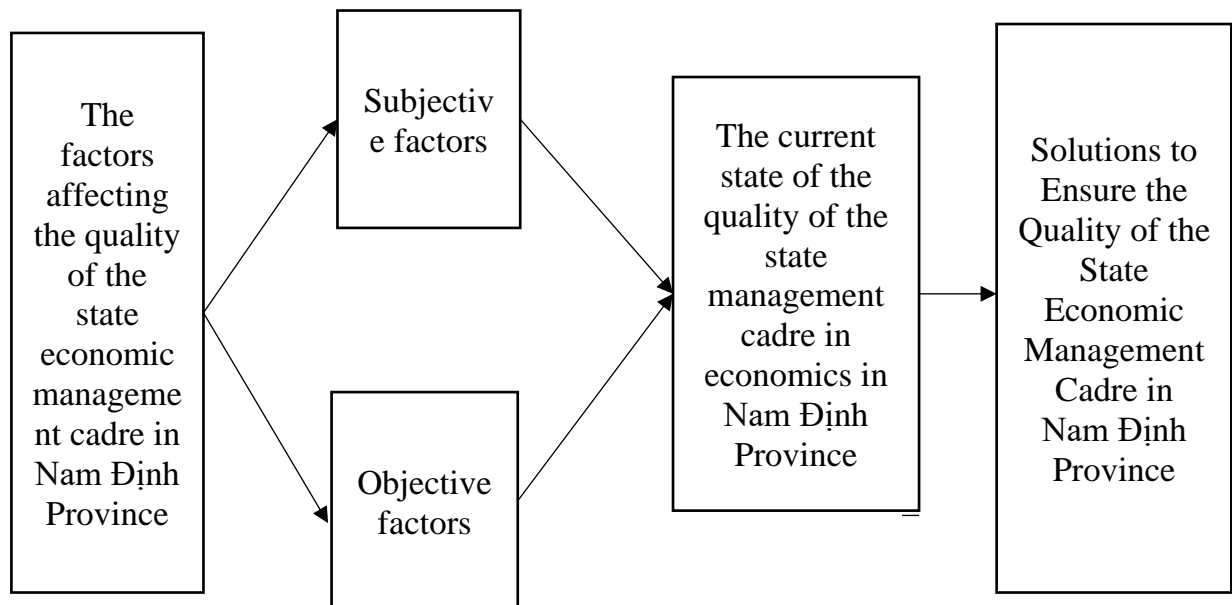 The
factors
affecting
the quality
of the
state
economic
manageme
nt cadre in
Nam Định
Province
Subjectiv
e factors
Objective
factors
The current
state of the
quality of the
state
management
cadre in
economics in
Nam Định
Province
Solutions to
Ensure the
Quality of the
State
Economic
Management
Cadre in
Nam Định
Province